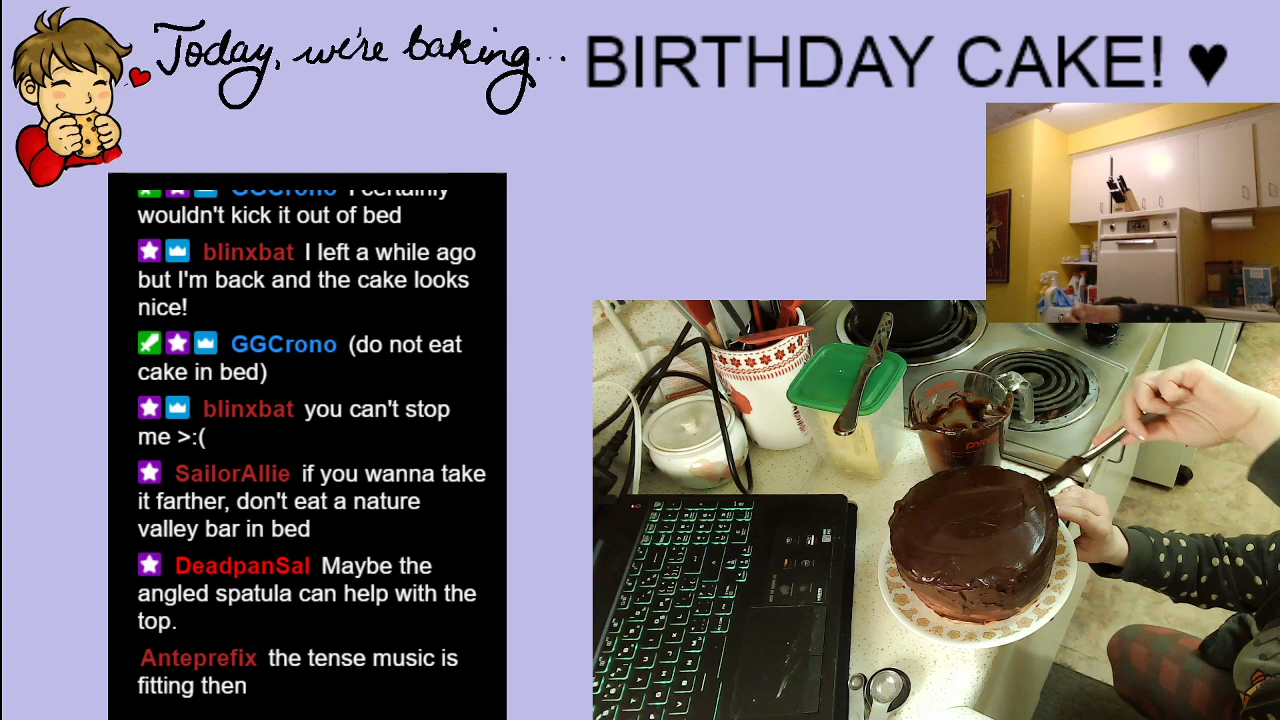 Today, we're baking... BIRTHDAY CAKE! ♥
GGCrono I certainly
wouldn't kick it out of bed
blinxbat I left a while ago
but I'm back and the cake looks
nice!
GGCrono (do not eat
cake in bed)
blinxbat you can't stop
me >:(
SailorAllie if you wanna take
it farther, don't eat a nature
valley bar in bed
DeadpanSal Maybe the
angled spatula can help with the
top.
Anteprefix the tense music is
fitting then